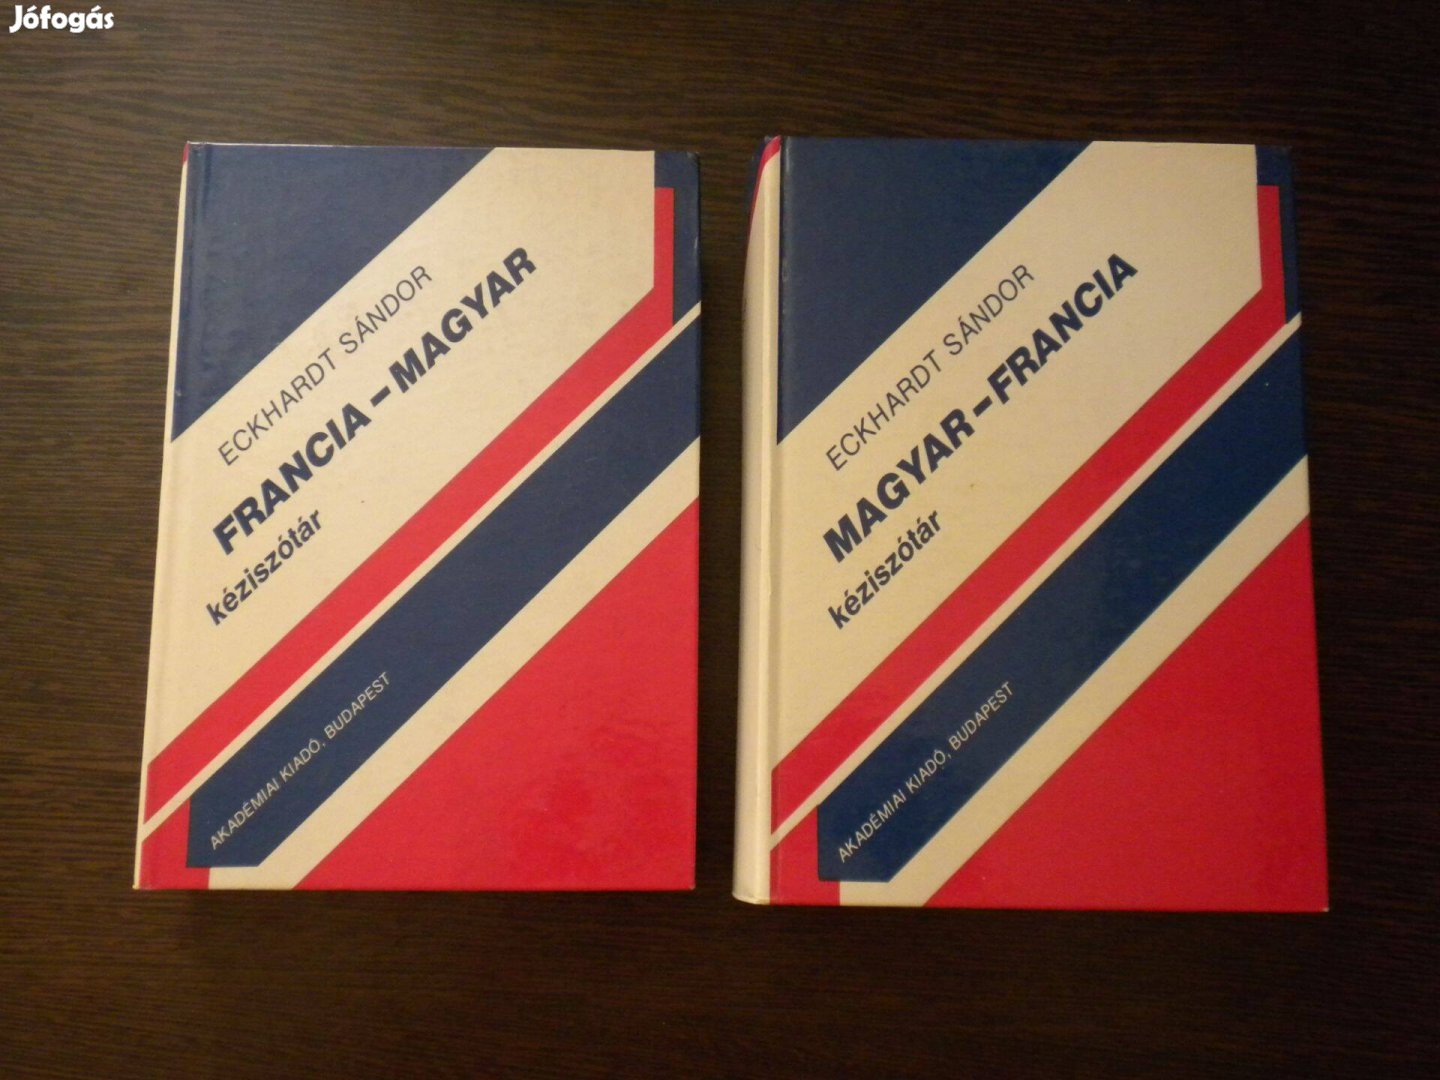 Jófogás
ECKHARDT SÁNDOR
FRANCIA – MAGYAR
kéziszótár
AKADÉMIAI KIADÓ, BUDAPEST
ECKHARDT SÁNDOR
MAGYAR – FRANCIA
kéziszótár
AKADÉMIAI KIADÓ, BUDAPEST